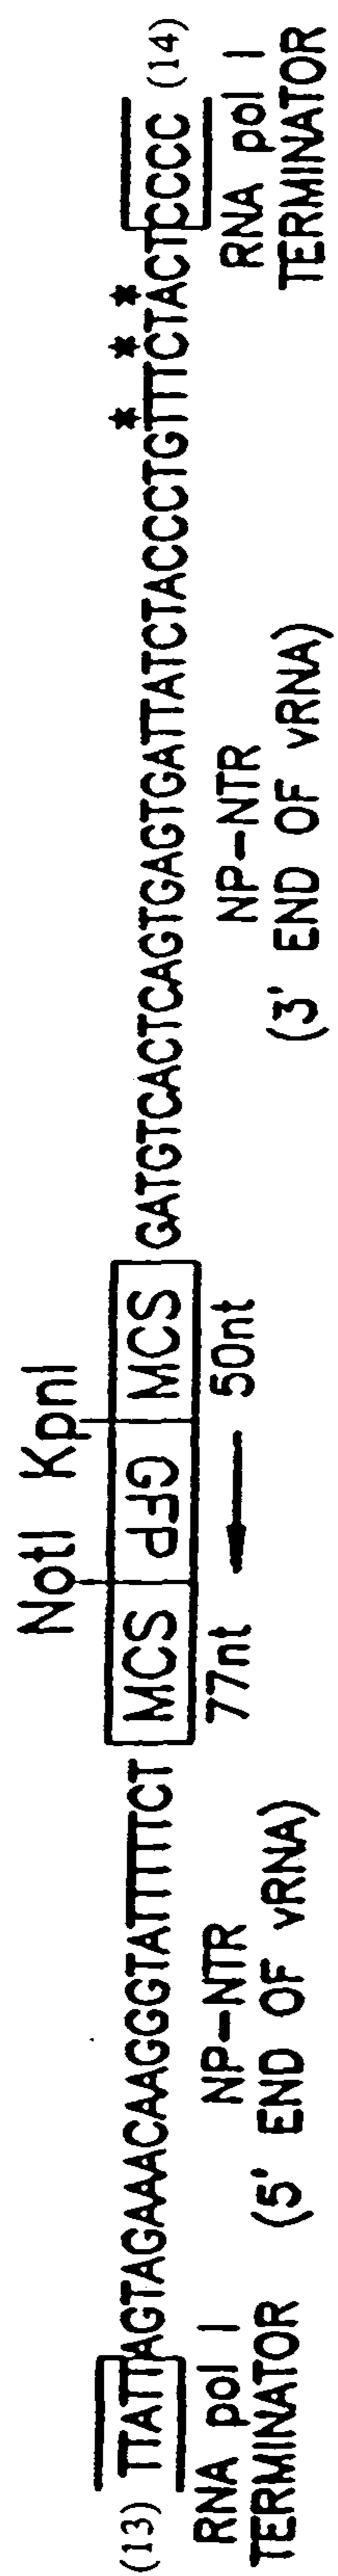 NotI KpnI
* * *
(13) TTATTAGTAGAAACAAGGGTATTTTTCT MCS GFP MCS GATGTCACTCAGTGAGTGATTATCTACCCTGTTTCTACTCCCC (14)
77nt 50nt
RNA pol I
TERMINATOR
NP-NTR
(5' END OF vRNA)
NP-NTR
(3' END OF vRNA)
RNA pol I
TERMINATOR